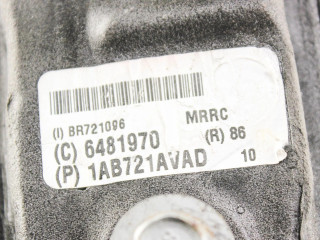 (I) BR721096 MRRC
(C) 6481970 (R) 86
(P) 1AB721AVAD 10